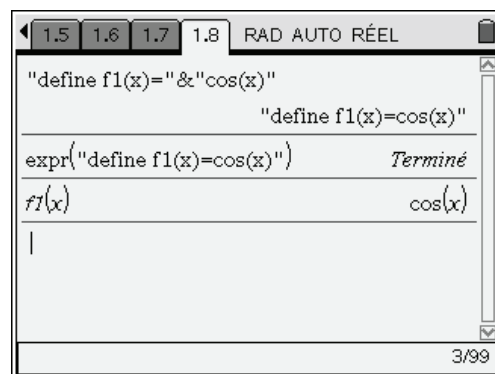 1.5 1.6 1.7 1.8 RAD AUTO RÉEL
"define f1(x)="&"cos(x)"
"define f1(x)=cos(x)"
expr("define f1(x)=cos(x)") Terminé
f1(x) cos(x)
3/99